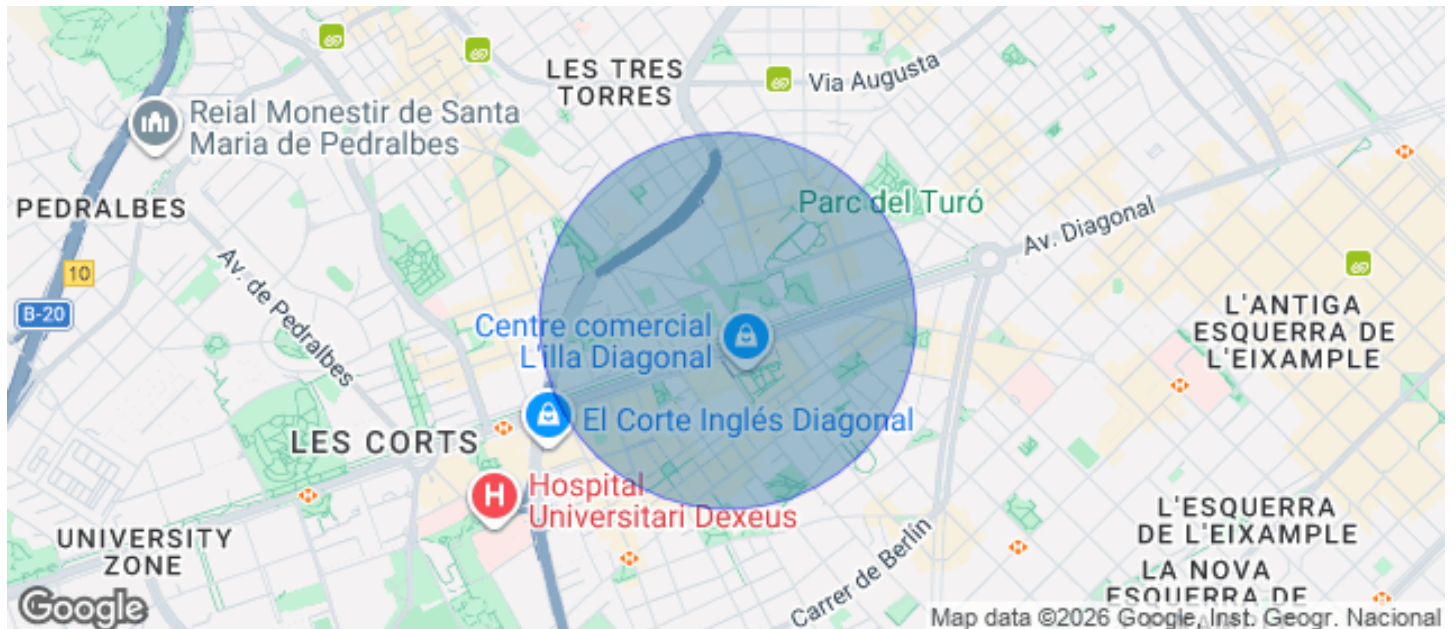 LES TRES
TORRES
Via Augusta
Reial Monestir de Santa
Maria de Pedralbes
PEDRALBES
Parc del Turó
Av. Diagonal
Av. de Pedralbes
10
B-20
L'ANTIGA
ESQUERRA DE
L'EIXAMPLE
Centre comercial
L'illa Diagonal
El Corte Inglés Diagonal
LES CORTS
H
Hospital
Universitari Dexeus
UNIVERSITY
ZONE
L'ESQUERRA
DE L'EIXAMPLE
Carrer de Berlín
LA NOVA
ESQUERRA DE
Google
Map data ©2026 Google, Inst. Geogr. Nacional